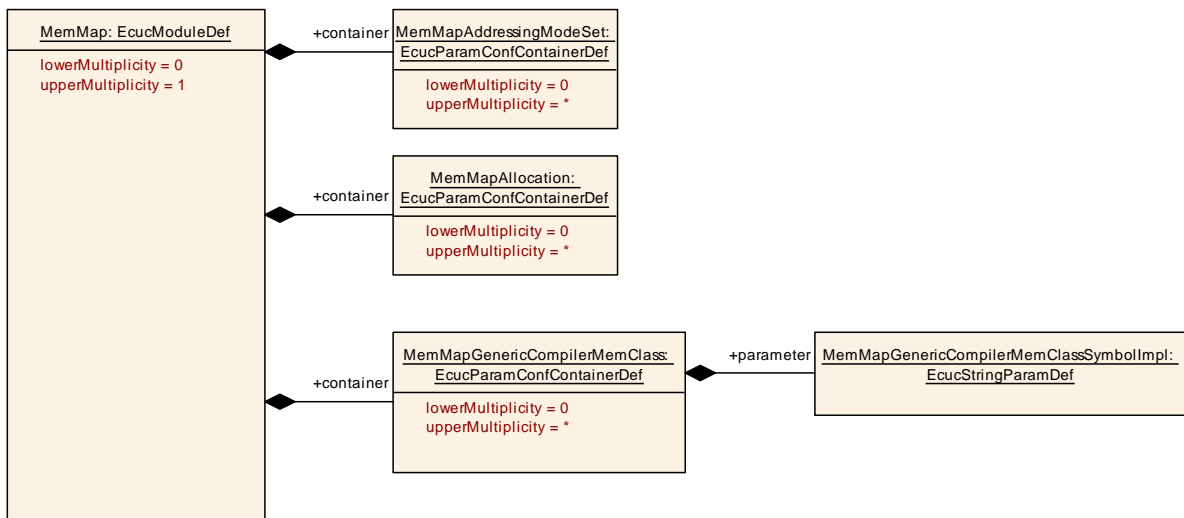 MemMap: EcucModuleDef
lowerMultiplicity = 0
upperMultiplicity = 1
+container
MemMapAddressingModeSet:
EcucParamConfContainerDef
lowerMultiplicity = 0
upperMultiplicity = *
+container
MemMapAllocation:
EcucParamConfContainerDef
lowerMultiplicity = 0
upperMultiplicity = *
+container
MemMapGenericCompilerMemClass:
EcucParamConfContainerDef
lowerMultiplicity = 0
upperMultiplicity = *
+parameter
MemMapGenericCompilerMemClassSymbolImpl:
EcucStringParamDef